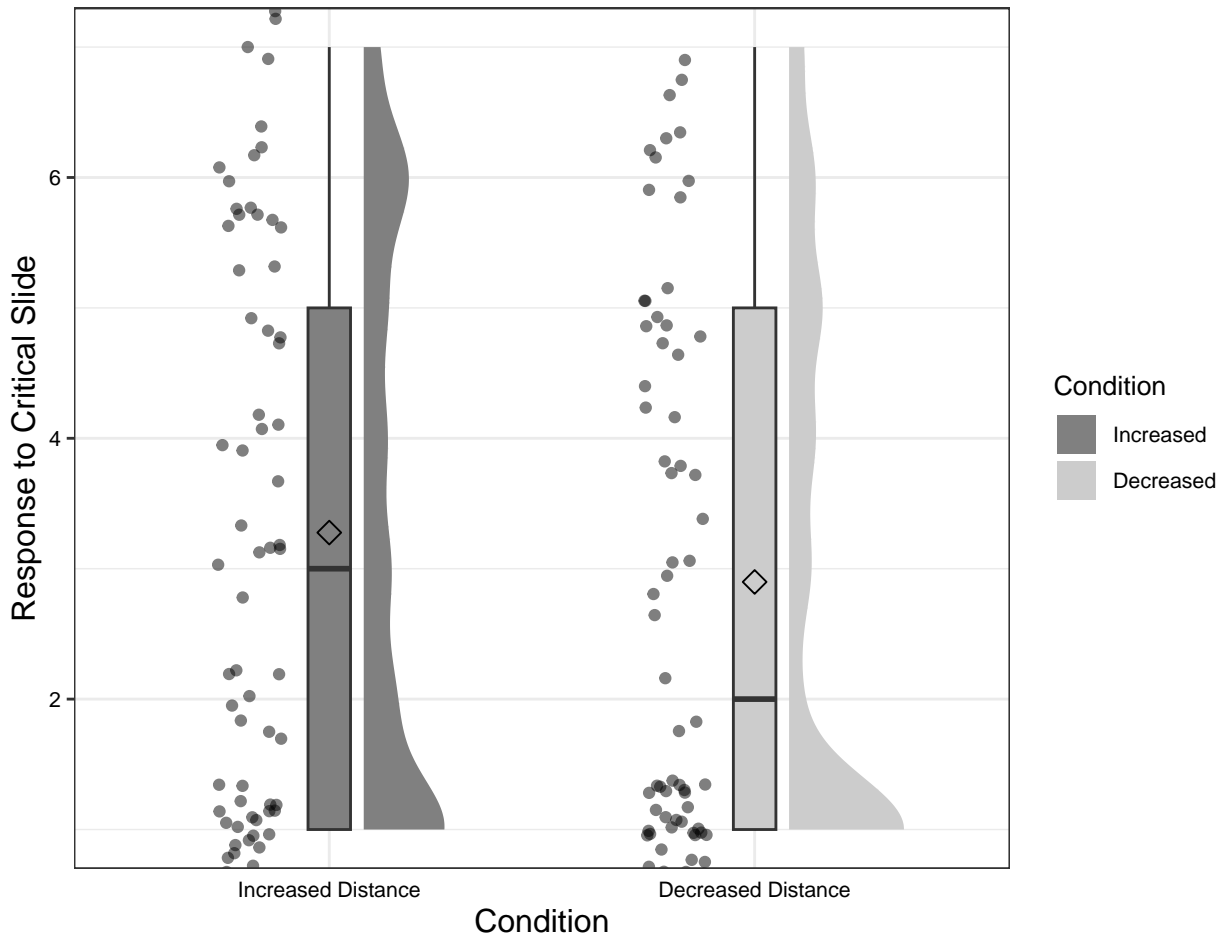 Response to Critical Slide
6
4
2
Increased Distance
Decreased Distance
Condition
Condition
Increased
Decreased